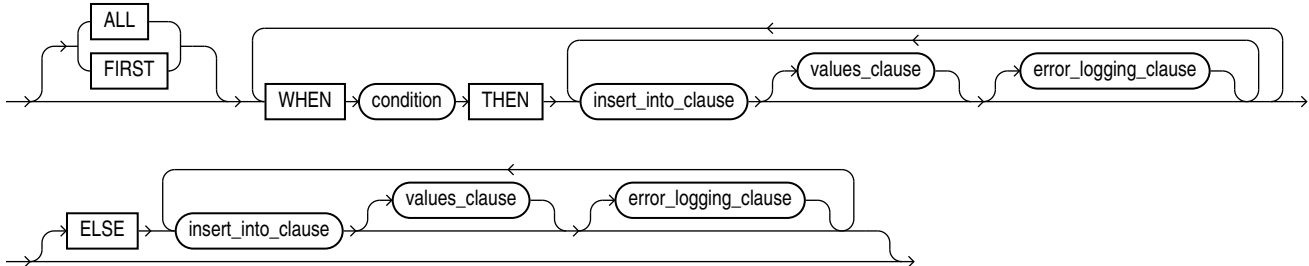 ALL
FIRST
WHEN condition THEN insert_into_clause values_clause error_logging_clause
ELSE insert_into_clause values_clause error_logging_clause